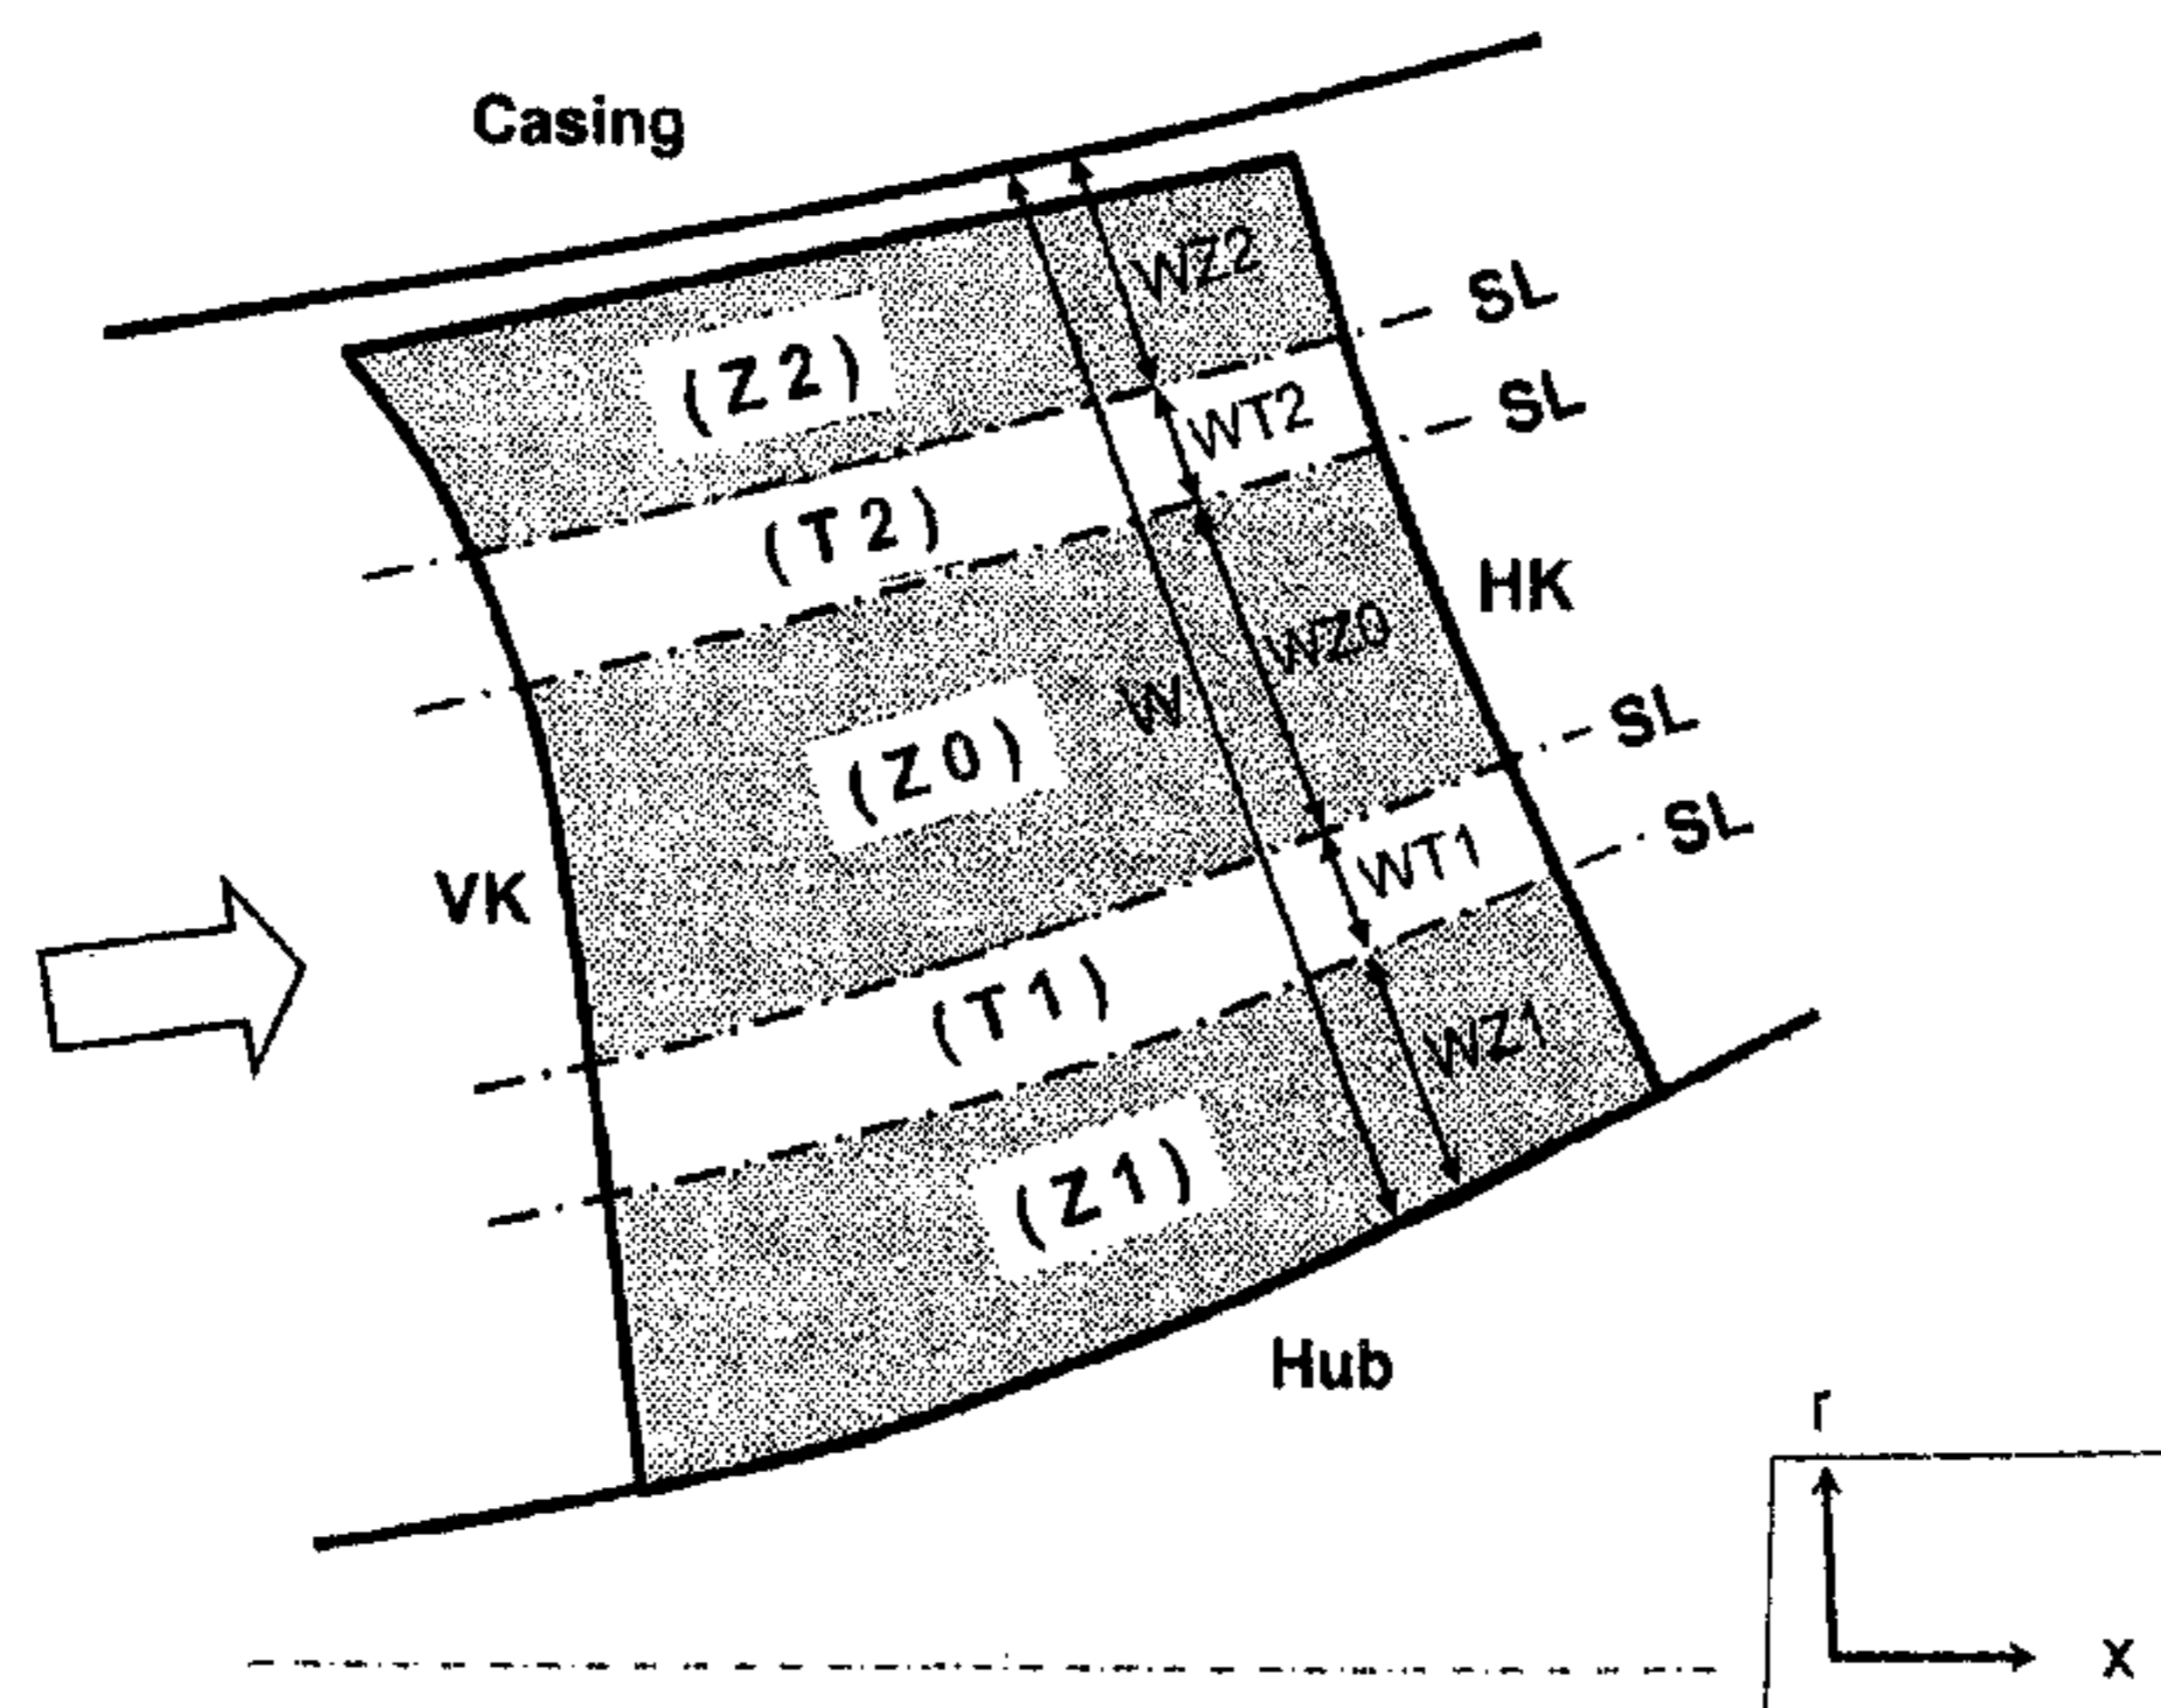 Casing
WZ2
SL
(Z2)
WT2
SL
(T2)
HK
WZ0
W
SL
(Z0)
WT1
SL
VK
(T1)
WZ1
(Z1)
Hub
r
x